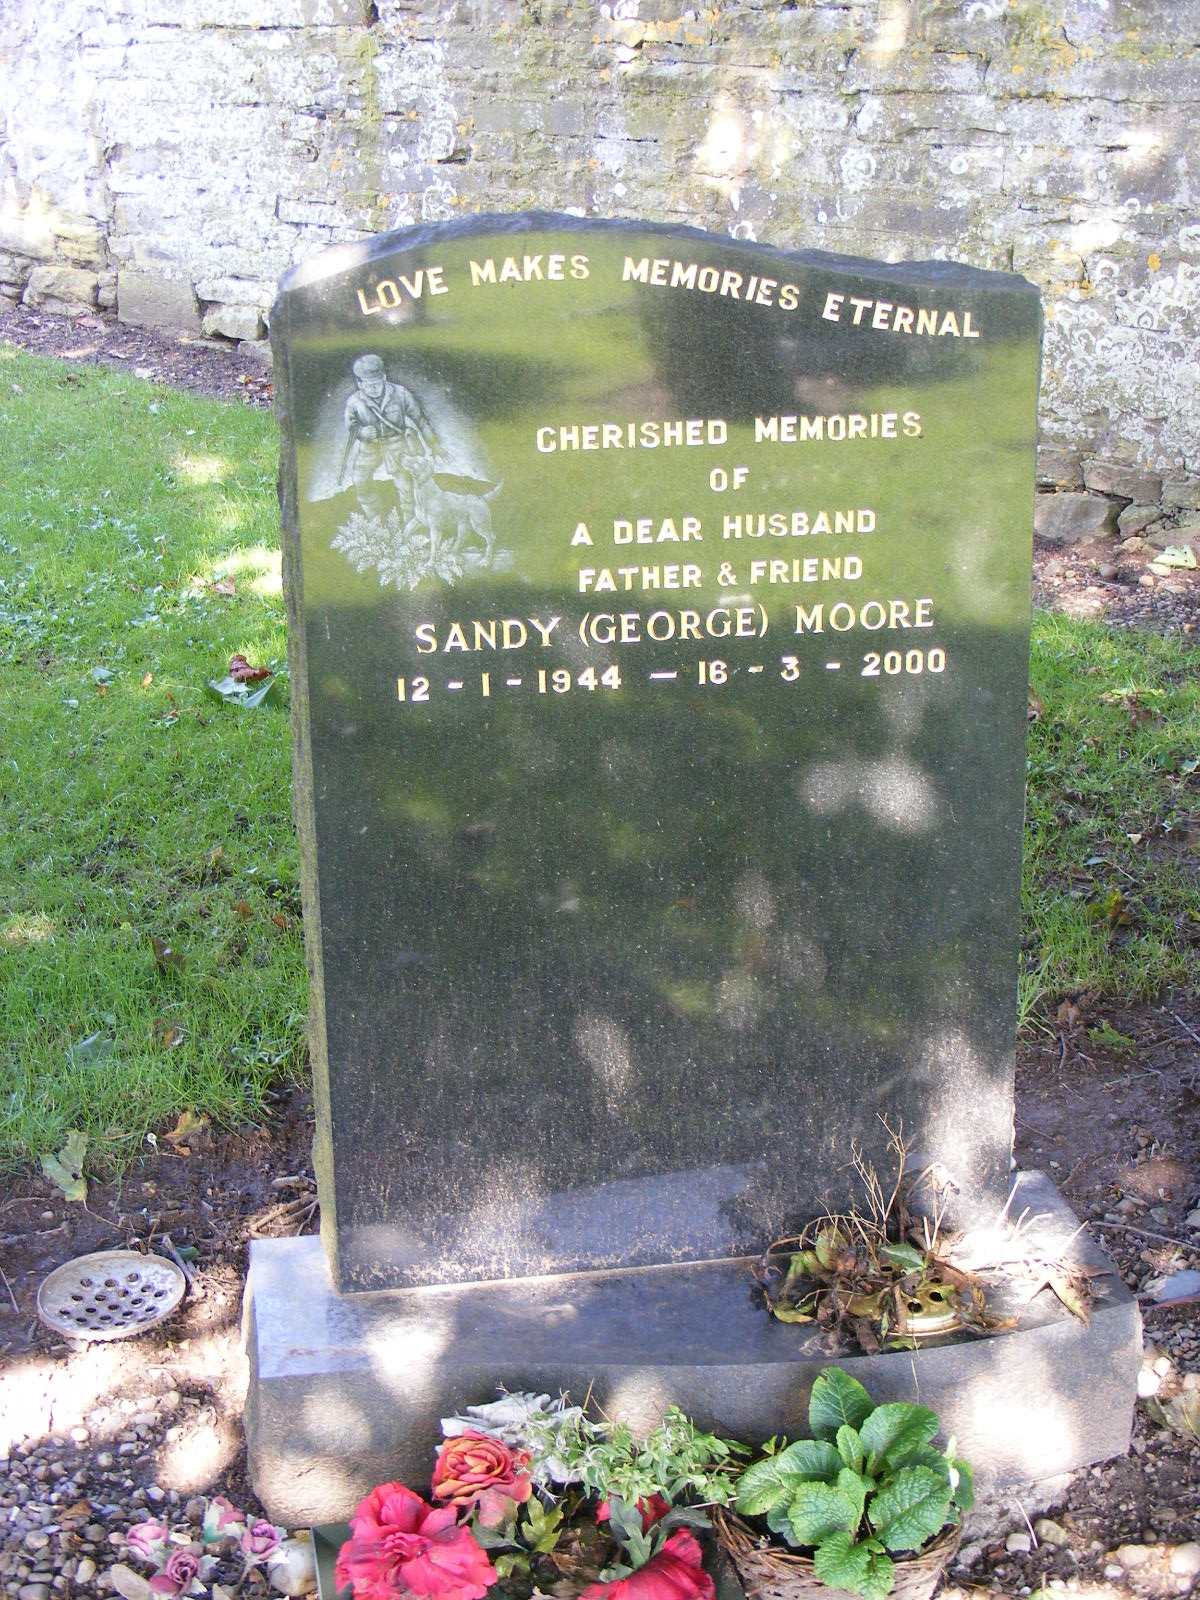 LOVE MAKES MEMORIES ETERNAL
CHERISHED MEMORIES
OF
A DEAR HUSBAND
FATHER & FRIEND
SANDY (GEORGE) MOORE
12 - 1 - 1944 — 16 - 3 - 2000